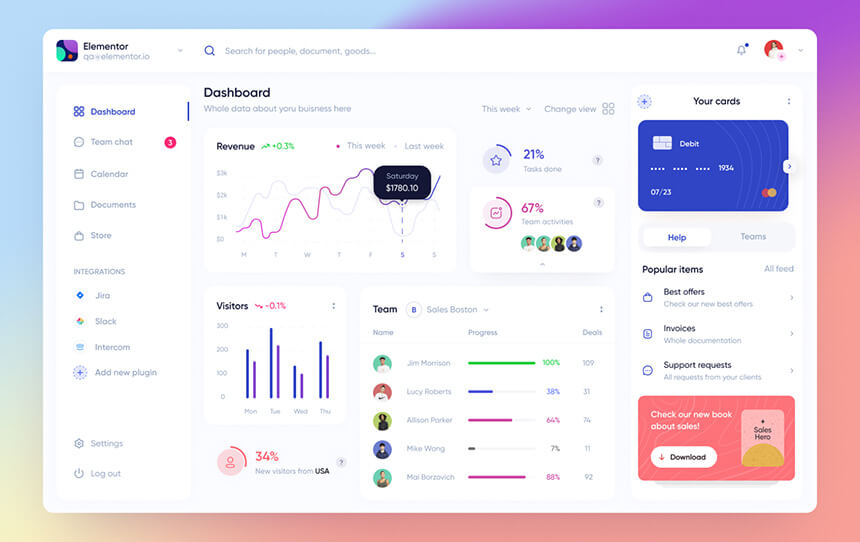 Elementor
qa@elementor.io
Search for people, document, goods...
Dashboard
Team chat
3
Calendar
Documents
Store
INTEGRATIONS
Jira
Slack
Intercom
Add new plugin
Settings
Log out
Dashboard
Whole data about yoru buisness here
This week
Change view
Revenue
+0.3%
This week
Last week
$3k
$2k
$1k
$0
Saturday
$1780.10
M T W T F S S
21%
Tasks done
?
67%
Team activities
?
Visitors
-0.1%
300
200
100
0
Mon Tue Wed Thu
34%
New visitors from USA
?
Team
B
Sales Boston
Name Progress Deals
Jim Morrison 100% 109
Lucy Roberts 38% 31
Allison Parker 64% 74
Mike Wang 7% 11
Mai Borzovich 88% 92
Your cards
Debit
1934
07/23
Help
Teams
Popular items
All feed
Best offers
Check our new best offers
Invoices
Whole documentation
Support requests
All requests from your clients
Check our new book
about sales!
Download
Sales
Hero